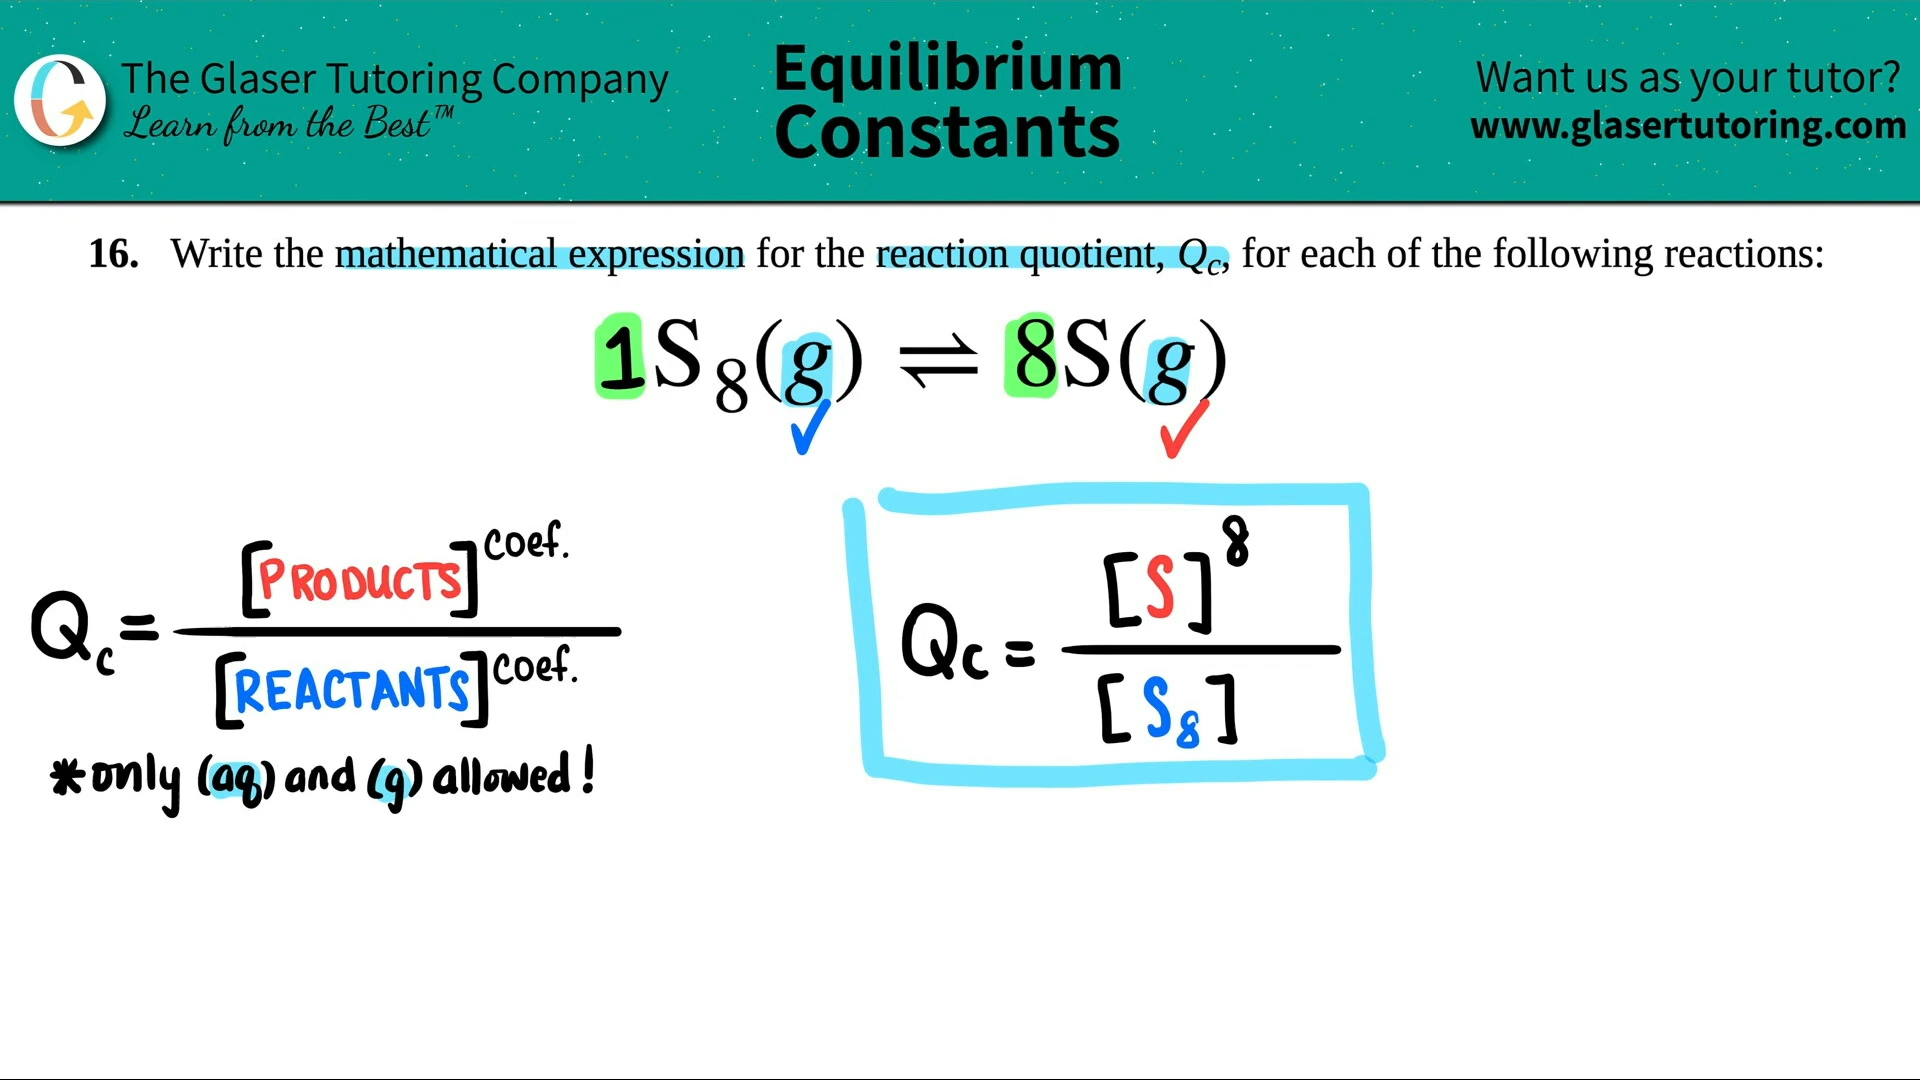 The Glaser Tutoring Company
Learn from the Best™
Equilibrium
Constants
Want us as your tutor?
www.glasertutoring.com
16. Write the mathematical expression for the reaction quotient, Qc, for each of the following reactions:
1S₈(g) ⇌ 8S(g)
✓ ✓
[PRODUCTS]^coef.
Qc =
[REACTANTS]^coef.
*only (aq) and (g) allowed!
[S]⁸
Qc =
[S₈]